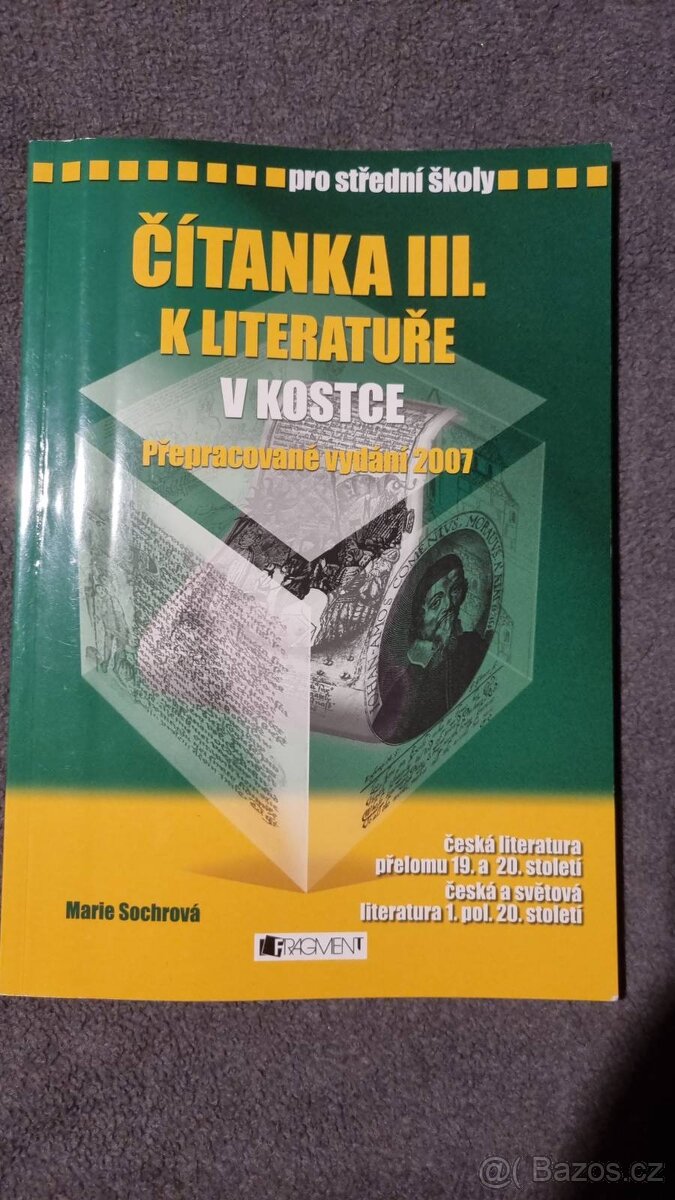 pro střední školy
ČÍTANKA III.
K LITERATUŘE
V KOSTCE
Přepracované vydání 2007
česká literatura
přelomu 19. a 20. století
česká a světová
literatura 1. pol. 20. století
Marie Sochrová
FRAGMENT
@( Bazos.cz